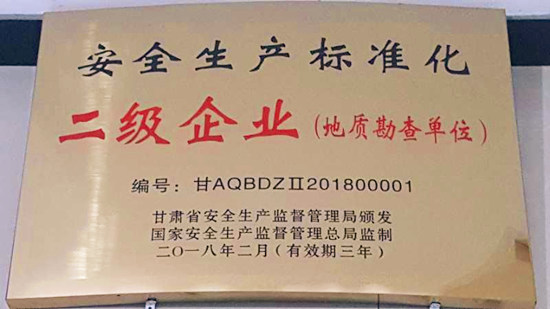 安全生产标准化
二级企业(地质勘查单位)
编号：甘AQBDZⅡ201800001
甘肃省安全生产监督管理局颁发
国家安全生产监督管理总局监制
二〇一八年二月(有效期三年)